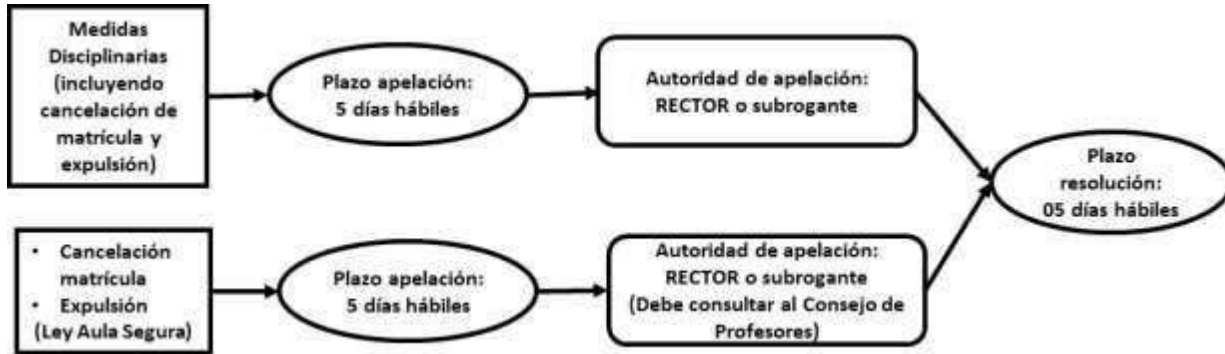 Medidas
Disciplinarias
(incluyendo
cancelación de
matrícula y
expulsión)
Plazo apelación:
5 días hábiles
Autoridad de apelación:
RECTOR o subrogante
Plazo
resolución:
05 días hábiles
• Cancelación
matrícula
• Expulsión
(Ley Aula Segura)
Plazo apelación:
5 días hábiles
Autoridad de apelación:
RECTOR o subrogante
(Debe consultar al Consejo de
Profesores)